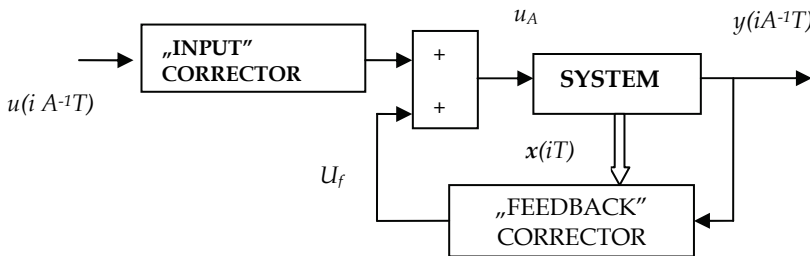 u_A
y(iA⁻¹T)
„INPUT”
CORRECTOR
+
SYSTEM
u(i A⁻¹T)
+
x(iT)
U_f
„FEEDBACK”
CORRECTOR